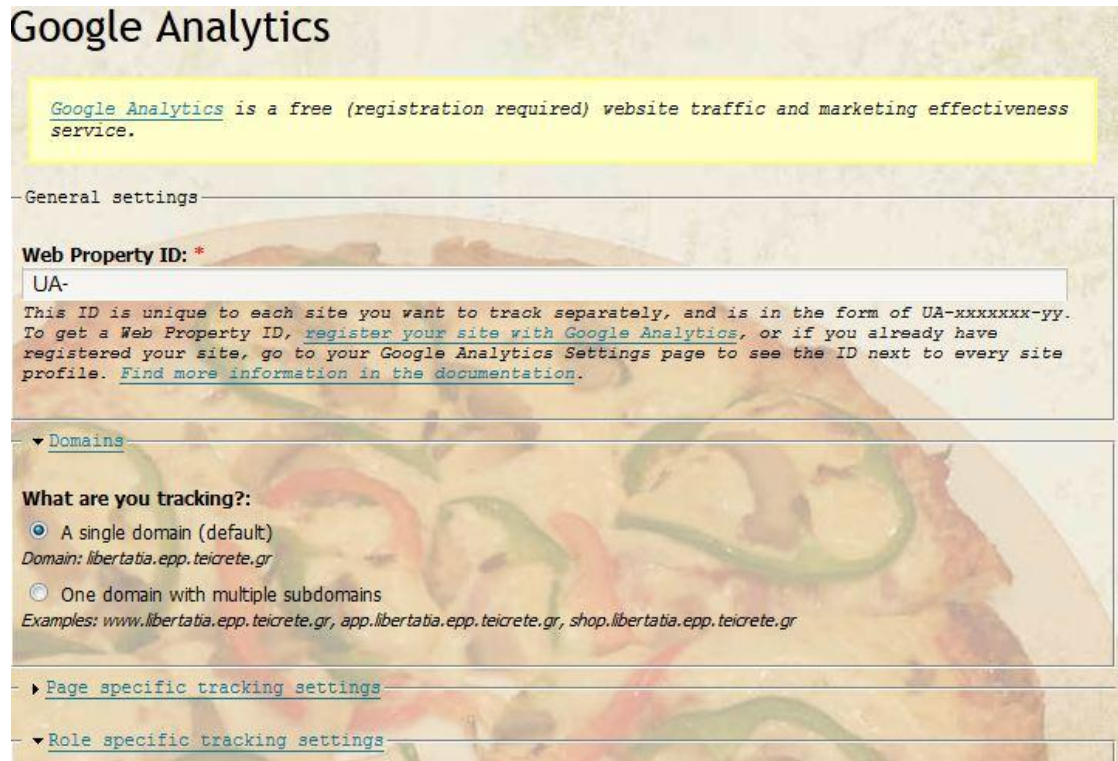 Google Analytics
Google Analytics is a free (registration required) website traffic and marketing effectiveness
service.
General settings
Web Property ID: *
UA-
This ID is unique to each site you want to track separately, and is in the form of UA-xxxxxxx-yy.
To get a Web Property ID, register your site with Google Analytics, or if you already have
registered your site, go to your Google Analytics Settings page to see the ID next to every site
profile. Find more information in the documentation.
Domains
What are you tracking?:
A single domain (default)
Domain: libertatia.epp.teicrete.gr
One domain with multiple subdomains
Examples: www.libertatia.epp.teicrete.gr, app.libertatia.epp.teicrete.gr, shop.libertatia.epp.teicrete.gr
Page specific tracking settings
Role specific tracking settings